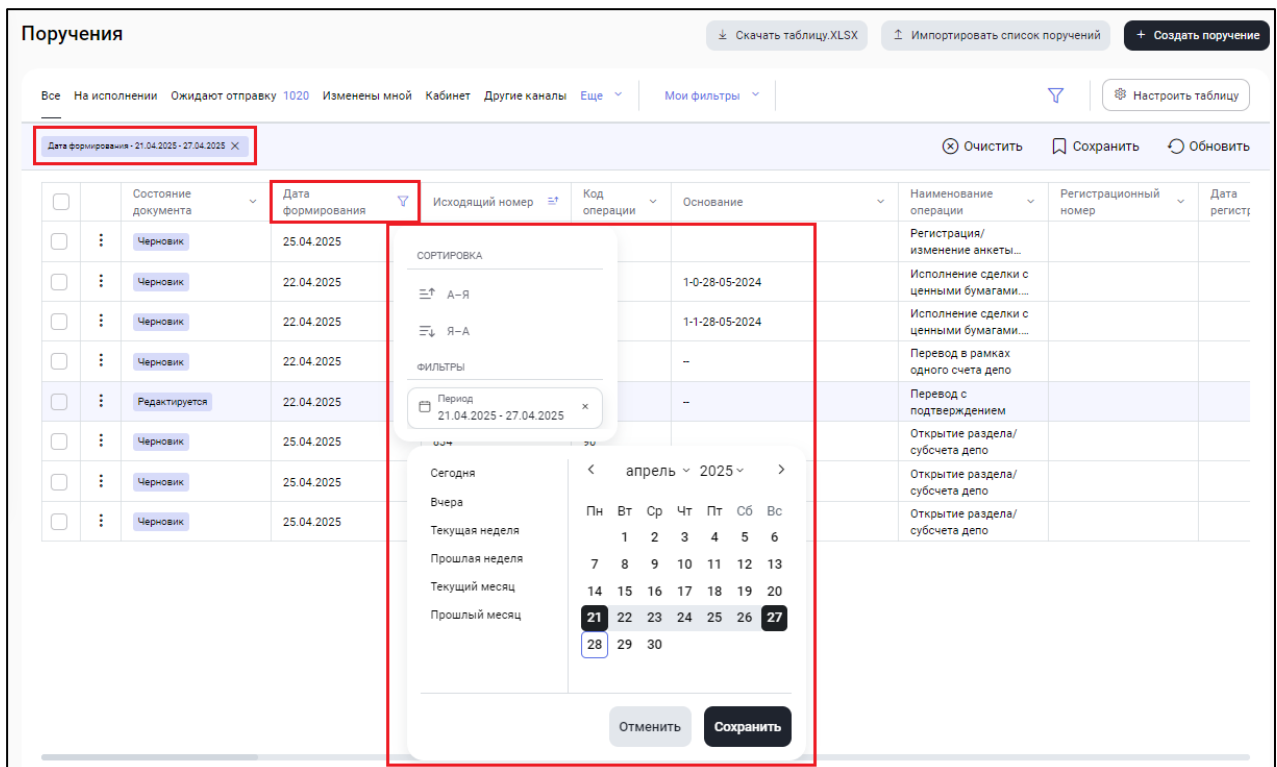 Поручения
Скачать таблицу.XLSX
Импортировать список поручений
+ Создать поручение
Все На исполнении Ожидают отправку 1020 Изменены мной Кабинет Другие каналы Еще Мои фильтры
Настроить таблицу
Дата формирования · 21.04.2025 - 27.04.2025
Очистить
Сохранить
Обновить
Состояние документа
Дата формирования
Исходящий номер
Код операции
Основание
Наименование операции
Регистрационный номер
Дата
Черновик 25.04.2025 Регистрация/
изменение анкеты...
Черновик 22.04.2025 1-0-28-05-2024 Исполнение сделки с
ценными бумагами....
Черновик 22.04.2025 1-1-28-05-2024 Исполнение сделки с
ценными бумагами....
Черновик 22.04.2025 -- Перевод в рамках
одного счета депо
Редактируется 22.04.2025 -- Перевод с
подтверждением
Черновик 25.04.2025 Открытие раздела/
субсчета депо
Черновик 25.04.2025 Открытие раздела/
субсчета депо
Черновик 25.04.2025 Открытие раздела/
субсчета депо
СОРТИРОВКА
А–Я
Я–А
ФИЛЬТРЫ
Период
21.04.2025 - 27.04.2025
Сегодня
Вчера
Текущая неделя
Прошлая неделя
Текущий месяц
Прошлый месяц
апрель 2025
Пн Вт Ср Чт Пт Сб Вс
1 2 3 4 5 6
7 8 9 10 11 12 13
14 15 16 17 18 19 20
21 22 23 24 25 26 27
28 29 30
Отменить
Сохранить